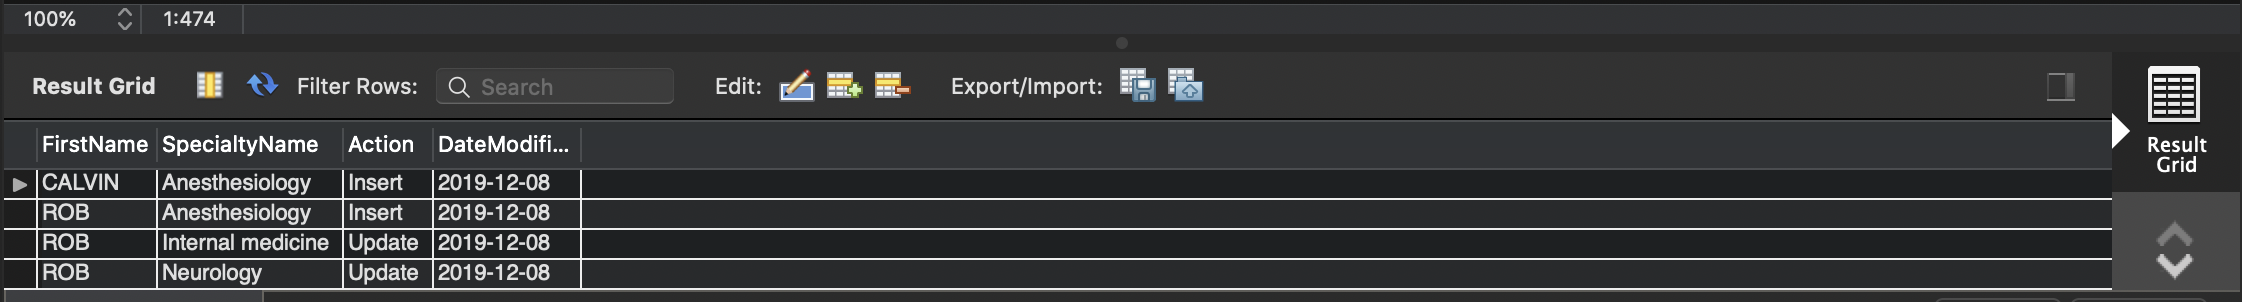 100% 1:474
Result Grid Filter Rows: Search Edit: Export/Import:
FirstName SpecialtyName Action DateModifi...
CALVIN Anesthesiology Insert 2019-12-08
ROB Anesthesiology Insert 2019-12-08
ROB Internal medicine Update 2019-12-08
ROB Neurology Update 2019-12-08
Result
Grid